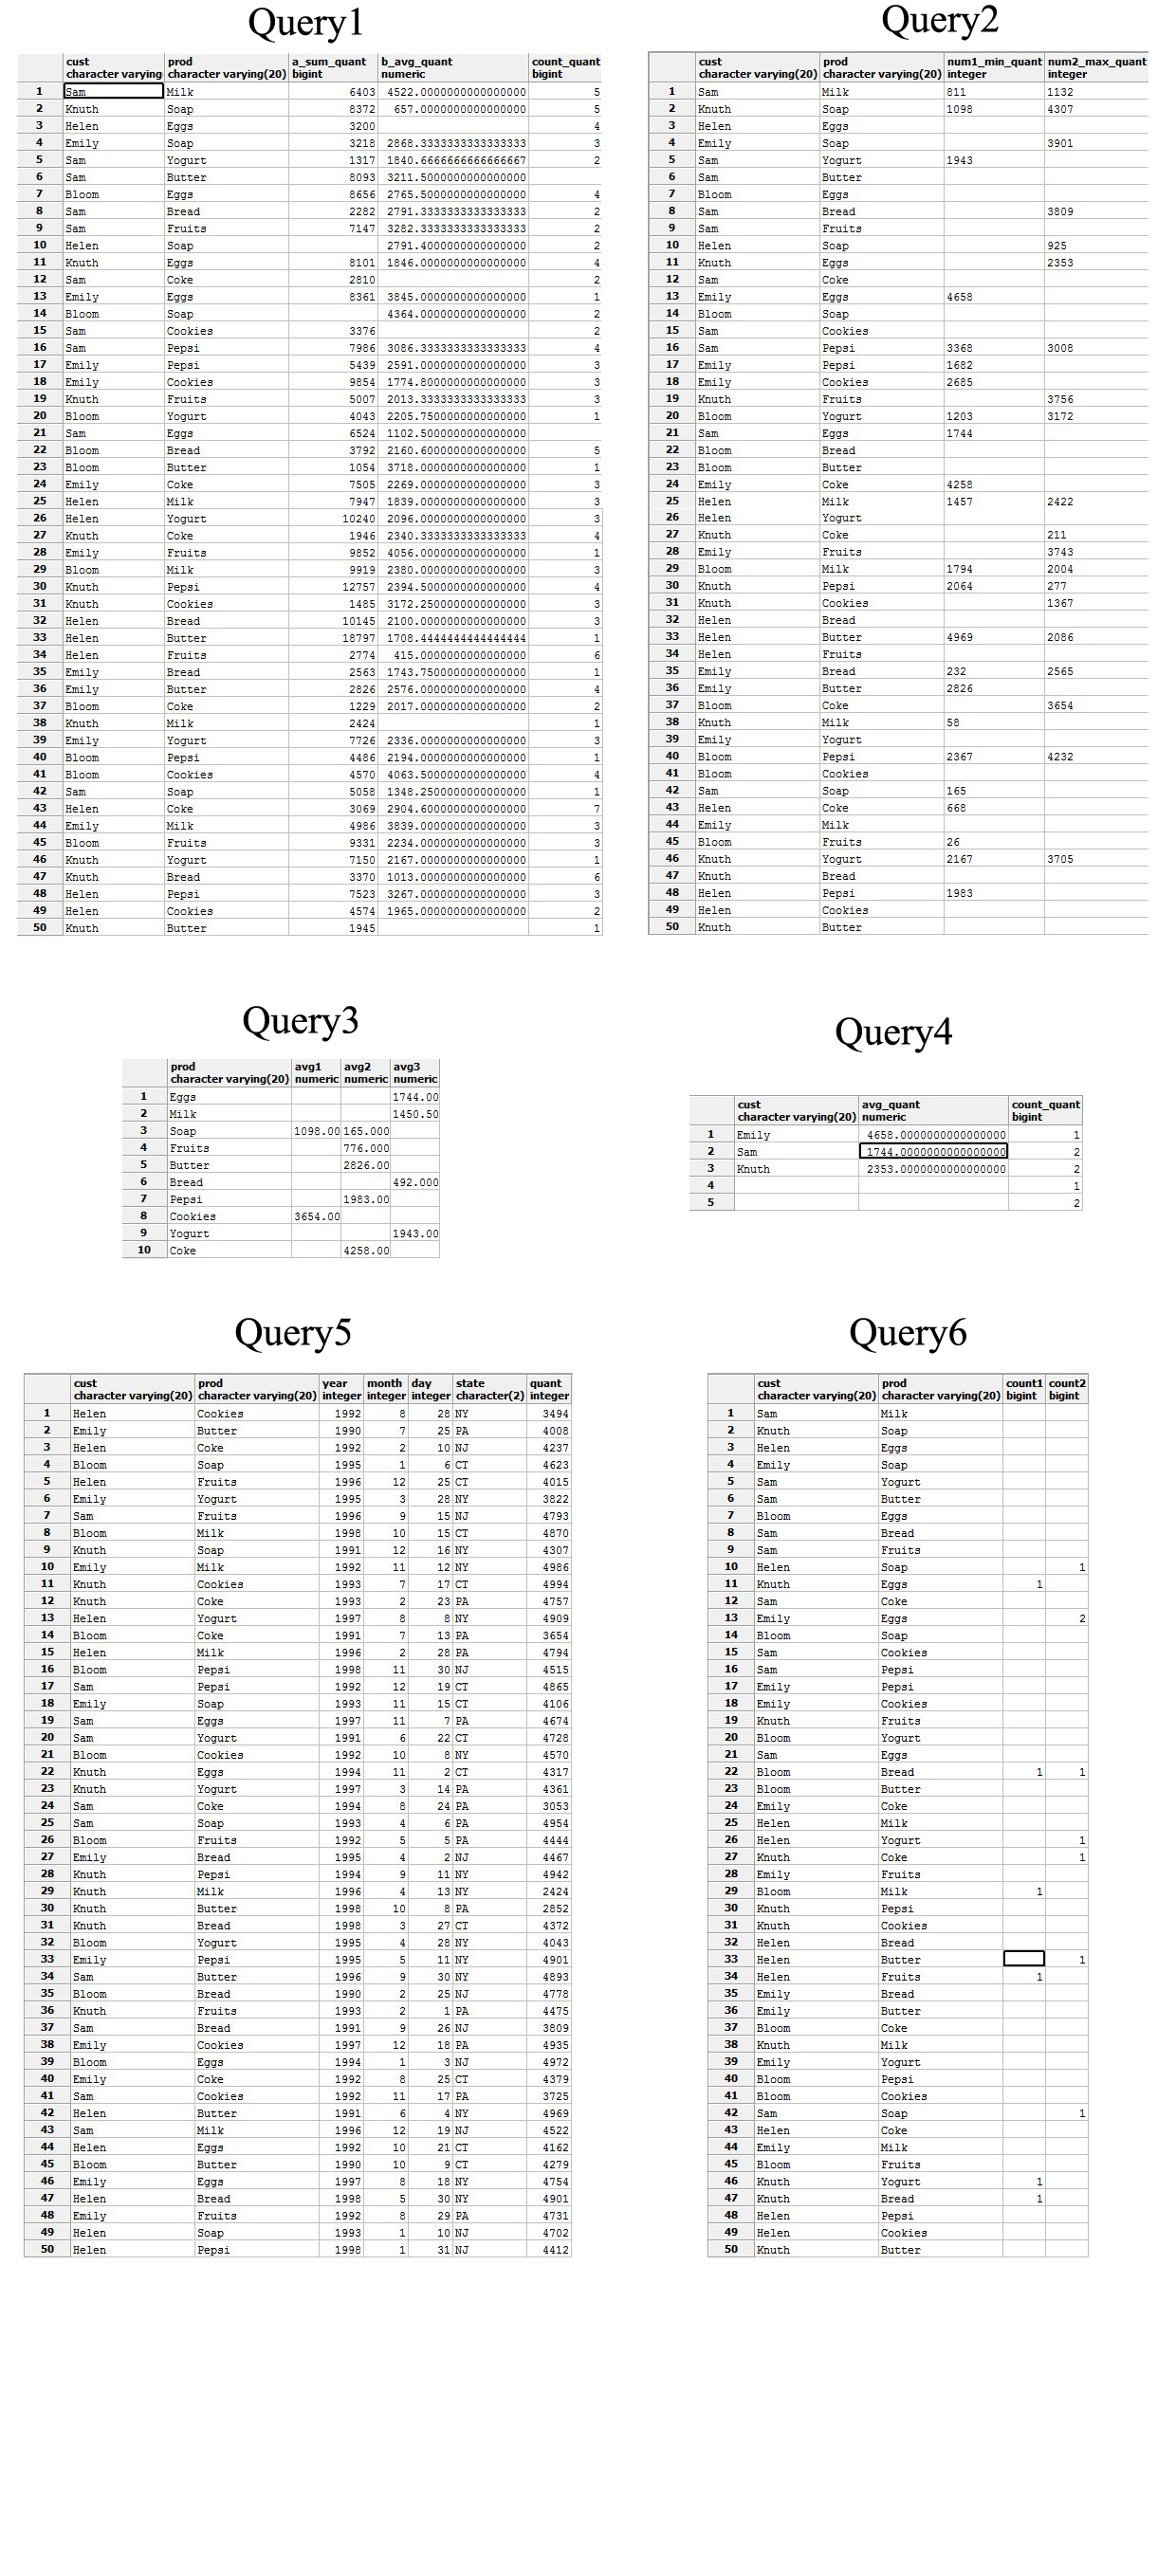 Query1
cust prod a_sum_quant b_avg_quant count_quant
character varying character varying(20) bigint numeric bigint
1 Sam Milk 6403 4522.0000000000000000 5
2 Knuth Soap 8372 657.0000000000000000 5
3 Helen Eggs 3200 4
4 Emily Soap 3218 2868.3333333333333333 3
5 Sam Yogurt 1317 1840.6666666666666667 2
6 Sam Butter 8093 3211.5000000000000000
7 Bloom Eggs 8656 2765.5000000000000000 4
8 Sam Bread 2282 2791.3333333333333333 2
9 Sam Fruits 7147 3282.3333333333333333 2
10 Helen Soap 2791.4000000000000000 2
11 Knuth Eggs 8101 1846.0000000000000000 4
12 Sam Coke 2810 2
13 Emily Eggs 8361 3845.0000000000000000 1
14 Bloom Soap 4364.0000000000000000 2
15 Sam Cookies 3376 2
16 Sam Pepsi 7986 3086.3333333333333333 4
17 Emily Pepsi 5439 2591.0000000000000000 3
18 Emily Cookies 9854 1774.8000000000000000 3
19 Knuth Fruits 5007 2013.3333333333333333 3
20 Bloom Yogurt 4043 2205.7500000000000000 1
21 Sam Eggs 6524 1102.5000000000000000
22 Bloom Bread 3792 2160.6000000000000000 5
23 Bloom Butter 1054 3718.0000000000000000 1
24 Emily Coke 7505 2269.0000000000000000 3
25 Helen Milk 7947 1839.0000000000000000 3
26 Helen Yogurt 10240 2096.0000000000000000 3
27 Knuth Coke 1946 2340.3333333333333333 4
28 Emily Fruits 9852 4056.0000000000000000 1
29 Bloom Milk 9919 2380.0000000000000000 3
30 Knuth Pepsi 12757 2394.5000000000000000 4
31 Knuth Cookies 1485 3172.2500000000000000 3
32 Helen Bread 10145 2100.0000000000000000 3
33 Helen Butter 18797 1708.4444444444444444 1
34 Helen Fruits 2774 415.0000000000000000 6
35 Emily Bread 2563 1743.7500000000000000 1
36 Emily Butter 2826 2576.0000000000000000 4
37 Bloom Coke 1229 2017.0000000000000000 2
38 Knuth Milk 2424 1
39 Emily Yogurt 7726 2336.0000000000000000 3
40 Bloom Pepsi 4486 2194.0000000000000000 1
41 Bloom Cookies 4570 4063.5000000000000000 4
42 Sam Soap 5058 1348.2500000000000000 1
43 Helen Coke 3069 2904.6000000000000000 7
44 Emily Milk 4986 3839.0000000000000000 3
45 Bloom Fruits 9331 2234.0000000000000000 3
46 Knuth Yogurt 7150 2167.0000000000000000 1
47 Knuth Bread 3370 1013.0000000000000000 6
48 Helen Pepsi 7523 3267.0000000000000000 3
49 Helen Cookies 4574 1965.0000000000000000 2
50 Knuth Butter 1945 1
Query2
cust prod num1_min_quant num2_max_quant
character varying(20) character varying(20) integer integer
1 Sam Milk 811 1132
2 Knuth Soap 1098 4307
3 Helen Eggs
4 Emily Soap 3901
5 Sam Yogurt 1943
6 Sam Butter
7 Bloom Eggs
8 Sam Bread 3809
9 Sam Fruits
10 Helen Soap 925
11 Knuth Eggs 2353
12 Sam Coke
13 Emily Eggs 4658
14 Bloom Soap
15 Sam Cookies
16 Sam Pepsi 3368 3008
17 Emily Pepsi 1682
18 Emily Cookies 2685
19 Knuth Fruits 3756
20 Bloom Yogurt 1203 3172
21 Sam Eggs 1744
22 Bloom Bread
23 Bloom Butter
24 Emily Coke 4258
25 Helen Milk 1457 2422
26 Helen Yogurt
27 Knuth Coke 211
28 Emily Fruits 3743
29 Bloom Milk 1794 2004
30 Knuth Pepsi 2064 277
31 Knuth Cookies 1367
32 Helen Bread
33 Helen Butter 4969 2086
34 Helen Fruits
35 Emily Bread 232 2565
36 Emily Butter 2826
37 Bloom Coke 3654
38 Knuth Milk 58
39 Emily Yogurt
40 Bloom Pepsi 2367 4232
41 Bloom Cookies
42 Sam Soap 165
43 Helen Coke 668
44 Emily Milk
45 Bloom Fruits 26
46 Knuth Yogurt 2167 3705
47 Knuth Bread
48 Helen Pepsi 1983
49 Helen Cookies
50 Knuth Butter
Query3
prod avg1 avg2 avg3
character varying(20) numeric numeric numeric
1 Eggs 1744.00
2 Milk 1450.50
3 Soap 1098.00 165.000
4 Fruits 776.000
5 Butter 2826.00
6 Bread 492.000
7 Pepsi 1983.00
8 Cookies 3654.00
9 Yogurt 1943.00
10 Coke 4258.00
Query4
cust avg_quant count_quant
character varying(20) numeric bigint
1 Emily 4658.0000000000000000 1
2 Sam 1744.0000000000000000 2
3 Knuth 2353.0000000000000000 2
4 1
5 2
Query5
cust prod year month day state quant
character varying(20) character varying(20) integer integer integer character(2) integer
1 Helen Cookies 1992 8 28 NY 3494
2 Emily Butter 1990 7 25 PA 4008
3 Helen Coke 1992 2 10 NJ 4237
4 Bloom Soap 1995 1 6 CT 4623
5 Helen Fruits 1996 12 25 CT 4015
6 Emily Yogurt 1995 3 28 NY 3822
7 Sam Fruits 1996 9 15 NJ 4793
8 Bloom Milk 1998 10 15 CT 4870
9 Knuth Soap 1991 12 16 NY 4307
10 Emily Milk 1992 11 12 NY 4986
11 Knuth Cookies 1993 7 17 CT 4994
12 Knuth Coke 1993 2 23 PA 4757
13 Helen Yogurt 1997 8 8 NY 4909
14 Bloom Coke 1991 7 13 PA 3654
15 Helen Milk 1996 2 28 PA 4794
16 Bloom Pepsi 1998 11 30 NJ 4515
17 Sam Pepsi 1992 12 19 CT 4865
18 Emily Soap 1993 11 15 CT 4106
19 Sam Eggs 1997 11 7 PA 4674
20 Sam Yogurt 1991 6 22 CT 4728
21 Bloom Cookies 1992 10 8 NY 4570
22 Knuth Eggs 1994 11 2 CT 4317
23 Knuth Yogurt 1997 3 14 PA 4361
24 Sam Coke 1994 8 24 PA 3053
25 Sam Soap 1993 4 6 PA 4954
26 Bloom Fruits 1992 5 5 PA 4444
27 Emily Bread 1995 4 2 NJ 4467
28 Knuth Pepsi 1994 9 11 NY 4942
29 Knuth Milk 1996 4 13 NY 2424
30 Knuth Butter 1998 10 8 PA 2852
31 Knuth Bread 1998 3 27 CT 4372
32 Bloom Yogurt 1995 4 28 NY 4043
33 Emily Pepsi 1995 5 11 NY 4901
34 Sam Butter 1996 9 30 NY 4893
35 Bloom Bread 1990 2 25 NJ 4778
36 Knuth Fruits 1993 2 1 PA 4475
37 Sam Bread 1991 9 26 NJ 3809
38 Emily Cookies 1997 12 18 PA 4935
39 Bloom Eggs 1994 1 3 NJ 4972
40 Emily Coke 1992 8 25 CT 4379
41 Sam Cookies 1992 11 17 PA 3725
42 Helen Butter 1991 6 4 NY 4969
43 Sam Milk 1996 12 19 NJ 4522
44 Helen Eggs 1992 10 21 CT 4162
45 Bloom Butter 1990 10 9 CT 4279
46 Emily Eggs 1997 8 18 NY 4754
47 Helen Bread 1998 5 30 NY 4901
48 Emily Fruits 1992 8 29 PA 4731
49 Helen Soap 1993 1 10 NJ 4702
50 Helen Pepsi 1998 1 31 NJ 4412
Query6
cust prod count1 count2
character varying(20) character varying(20) bigint bigint
1 Sam Milk
2 Knuth Soap
3 Helen Eggs
4 Emily Soap
5 Sam Yogurt
6 Sam Butter
7 Bloom Eggs
8 Sam Bread
9 Sam Fruits
10 Helen Soap 1
11 Knuth Eggs 1
12 Sam Coke
13 Emily Eggs 2
14 Bloom Soap
15 Sam Cookies
16 Sam Pepsi
17 Emily Pepsi
18 Emily Cookies
19 Knuth Fruits
20 Bloom Yogurt
21 Sam Eggs
22 Bloom Bread 1 1
23 Bloom Butter
24 Emily Coke
25 Helen Milk
26 Helen Yogurt 1
27 Knuth Coke 1
28 Emily Fruits
29 Bloom Milk 1
30 Knuth Pepsi
31 Knuth Cookies
32 Helen Bread
33 Helen Butter 1
34 Helen Fruits 1
35 Emily Bread
36 Emily Butter
37 Bloom Coke
38 Knuth Milk
39 Emily Yogurt
40 Bloom Pepsi
41 Bloom Cookies
42 Sam Soap 1
43 Helen Coke
44 Emily Milk
45 Bloom Fruits
46 Knuth Yogurt 1
47 Knuth Bread 1
48 Helen Pepsi
49 Helen Cookies
50 Knuth Butter